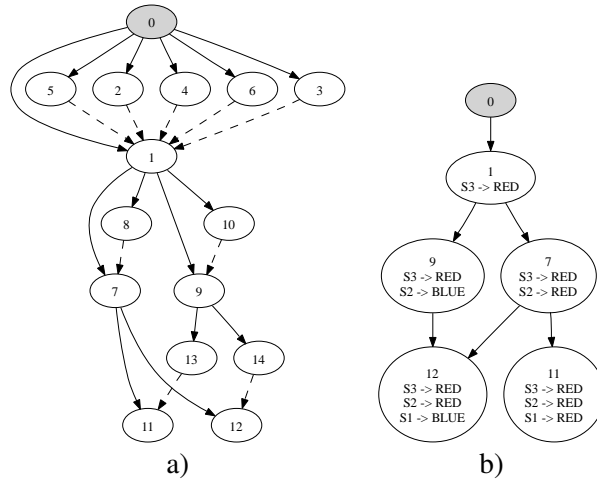 0
5
2
4
6
3
1
8
10
7
9
13
14
11
12
a)
0
1
S3 -> RED
9
S3 -> RED
S2 -> BLUE
7
S3 -> RED
S2 -> RED
12
S3 -> RED
S2 -> RED
S1 -> BLUE
11
S3 -> RED
S2 -> RED
S1 -> RED
b)